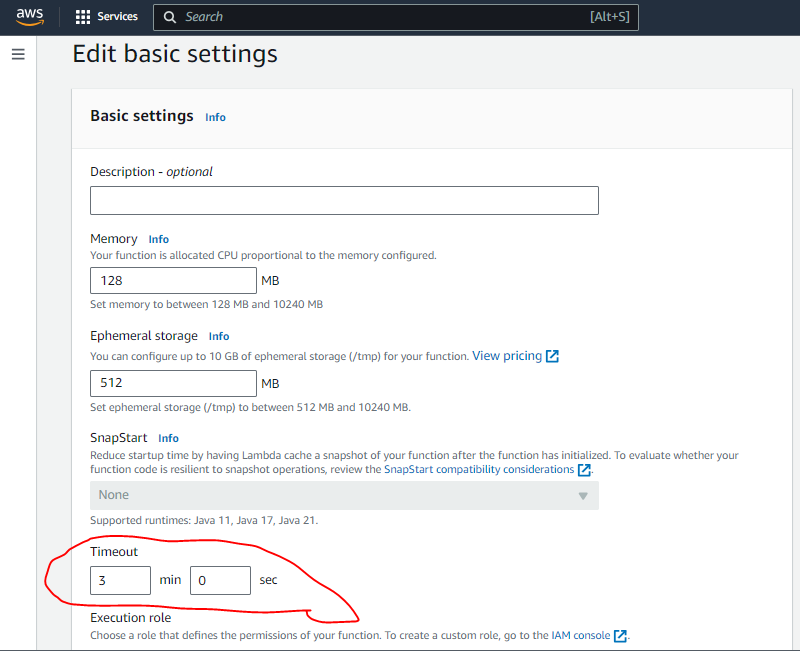 aws
Services
Search [Alt+S]
Edit basic settings
Basic settings Info
Description - optional
Memory Info
Your function is allocated CPU proportional to the memory configured.
128 MB
Set memory to between 128 MB and 10240 MB
Ephemeral storage Info
You can configure up to 10 GB of ephemeral storage (/tmp) for your function. View pricing
512 MB
Set ephemeral storage (/tmp) to between 512 MB and 10240 MB.
SnapStart Info
Reduce startup time by having Lambda cache a snapshot of your function after the function has initialized. To evaluate whether your
function code is resilient to snapshot operations, review the SnapStart compatibility considerations.
None
Supported runtimes: Java 11, Java 17, Java 21.
Timeout
3 min 0 sec
Execution role
Choose a role that defines the permissions of your function. To create a custom role, go to the IAM console.